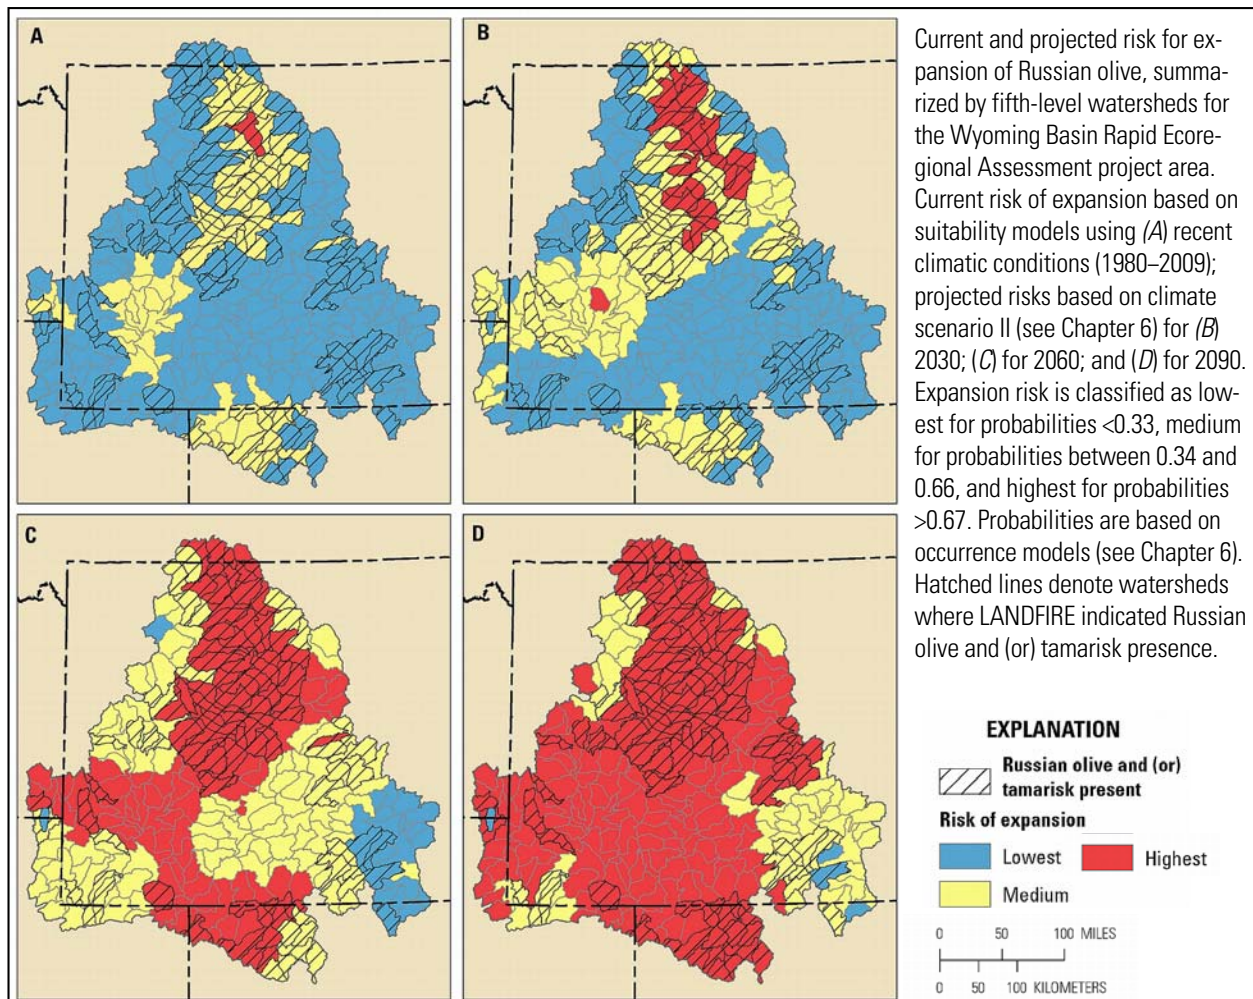 A
B
Current and projected risk for ex-
pansion of Russian olive, summa-
rized by fifth-level watersheds for
the Wyoming Basin Rapid Ecore-
gional Assessment project area.
Current risk of expansion based on
suitability models using (A) recent
climatic conditions (1980–2009);
projected risks based on climate
scenario II (see Chapter 6) for (B)
2030; (C) for 2060; and (D) for 2090.
Expansion risk is classified as low-
est for probabilities <0.33, medium
for probabilities between 0.34 and
0.66, and highest for probabilities
>0.67. Probabilities are based on
occurrence models (see Chapter 6).
Hatched lines denote watersheds
where LANDFIRE indicated Russian
olive and (or) tamarisk presence.
C
D
EXPLANATION
Russian olive and (or)
tamarisk present
Risk of expansion
Lowest
Highest
Medium
0 50 100 MILES
0 50 100 KILOMETERS